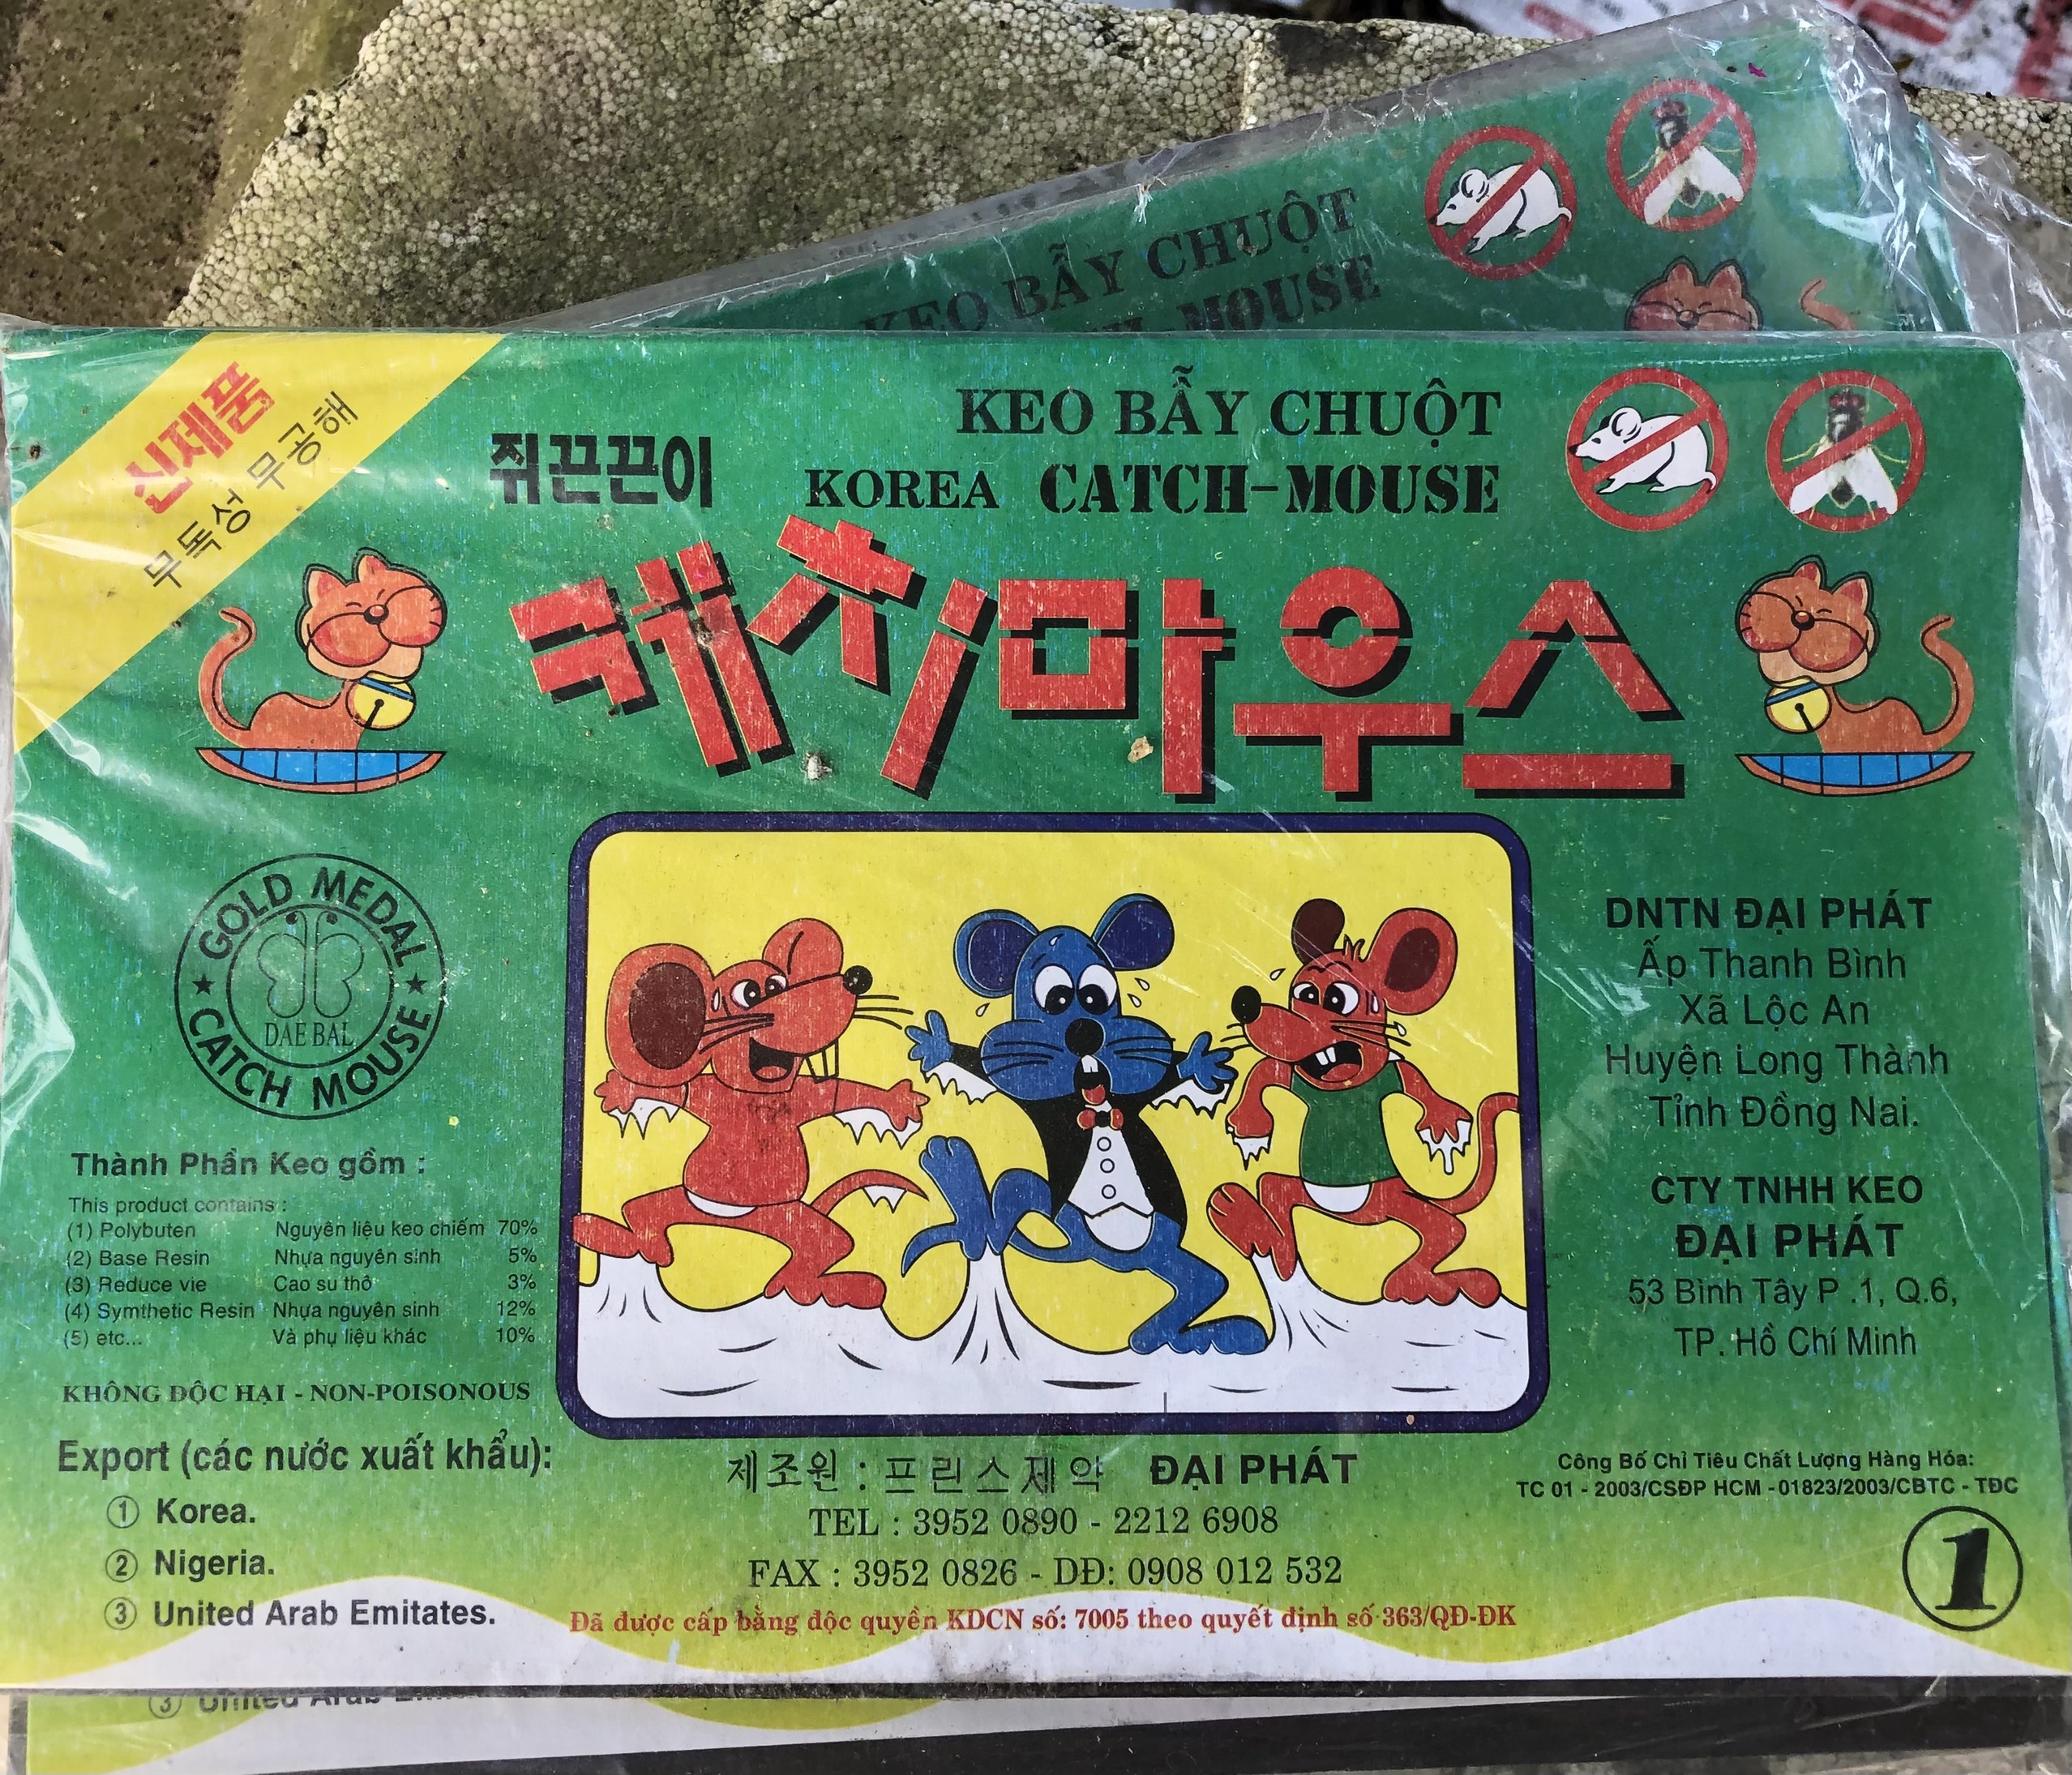 KEO BẪY CHUỘT
신제품
무독성 무공해
쥐끈끈이
KEO BẪY CHUỘT
KOREA CATCH-MOUSE
캐치마우스
GOLD MEDAL
DAE BAL
CATCH MOUSE
Thành Phần Keo gồm :
This product contains :
(1) Polybuten Nguyên liệu keo chiếm 70%
(2) Base Resin Nhựa nguyên sinh 5%
(3) Reduce vie Cao su thô 3%
(4) Symthetic Resin Nhựa nguyên sinh 12%
(5) etc... Và phụ liệu khác 10%
KHÔNG ĐỘC HẠI - NON-POISONOUS
Export (các nước xuất khẩu):
① Korea.
② Nigeria.
③ United Arab Emitates.
DNTN ĐẠI PHÁT
Ấp Thanh Bình
Xã Lộc An
Huyện Long Thành
Tỉnh Đồng Nai.
CTY TNHH KEO
ĐẠI PHÁT
53 Bình Tây P .1, Q.6,
TP. Hồ Chí Minh
제조원 : 프린스제약 ĐẠI PHÁT
TEL : 3952 0890 - 2212 6908
FAX : 3952 0826 - DĐ: 0908 012 532
Đã được cấp bằng độc quyền KDCN số: 7005 theo quyết định số 363/QĐ-ĐK
Công Bố Chỉ Tiêu Chất Lượng Hàng Hóa:
TC 01 - 2003/CSĐP HCM - 01823/2003/CBTC - TĐC
1
③ United Arab